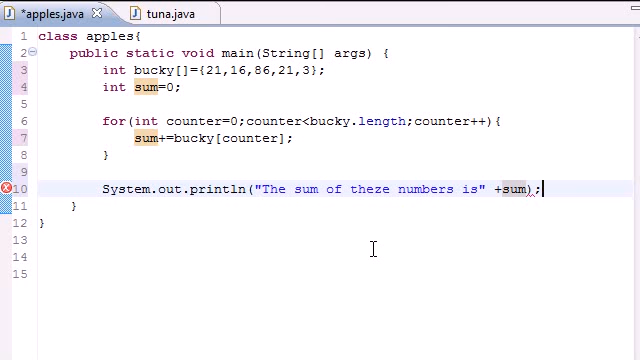 *apples.java tuna.java
1 class apples{
2 public static void main(String[] args) {
3 int bucky[]={21,16,86,21,3};
4 int sum=0;
5
6 for(int counter=0;counter<bucky.length;counter++){
7 sum+=bucky[counter];
8 }
9
10 System.out.println("The sum of theze numbers is" +sum);
11 }
12 }
13
14
15